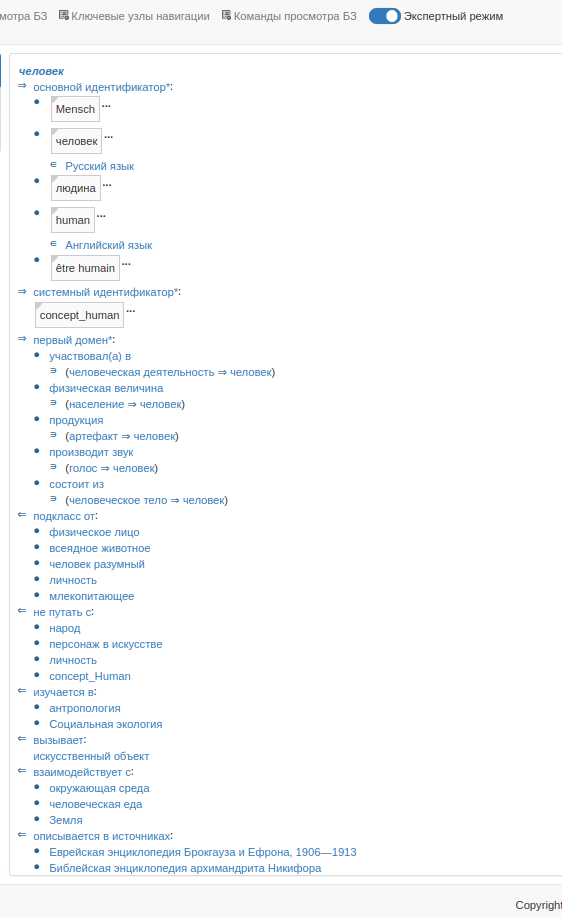 мотра БЗ Ключевые узлы навигации Команды просмотра БЗ Экспертный режим
человек
⇒ основной идентификатор*:
• Mensch ...
• человек ...
∈ Русский язык
• людина ...
• human ...
∈ Английский язык
• être humain ...
⇒ системный идентификатор*:
concept_human ...
⇒ первый домен*:
• участвовал(а) в
∋ (человеческая деятельность ⇒ человек)
• физическая величина
∋ (население ⇒ человек)
• продукция
∋ (артефакт ⇒ человек)
• производит звук
∋ (голос ⇒ человек)
• состоит из
∋ (человеческое тело ⇒ человек)
⇐ подкласс от:
• физическое лицо
• всеядное животное
• человек разумный
• личность
• млекопитающее
⇐ не путать с:
• народ
• персонаж в искусстве
• личность
• concept_Human
⇐ изучается в:
• антропология
• Социальная экология
⇐ вызывает:
искусственный объект
⇐ взаимодействует с:
• окружающая среда
• человеческая еда
• Земля
⇐ описывается в источниках:
• Еврейская энциклопедия Брокгауза и Ефрона, 1906—1913
• Библейская энциклопедия архимандрита Никифора
Copyright